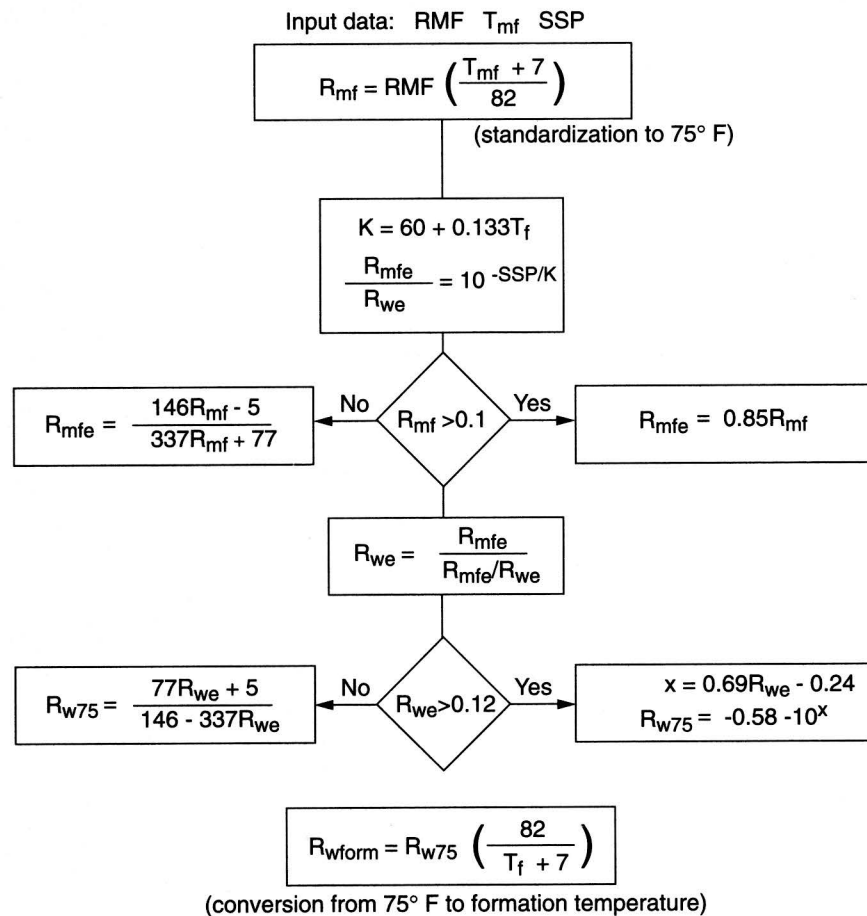 Input data: RMF T_mf SSP
R_mf = RMF ( (T_mf + 7) / 82 )
(standardization to 75° F)
K = 60 + 0.133T_f
R_mfe / R_we = 10^(-SSP/K)
No
R_mf >0.1
Yes
R_mfe = (146R_mf - 5) / (337R_mf + 77)
R_mfe = 0.85R_mf
R_we = R_mfe / (R_mfe/R_we)
No
R_we>0.12
Yes
R_w75 = (77R_we + 5) / (146 - 337R_we)
x = 0.69R_we - 0.24
R_w75 = -0.58 -10^x
R_wform = R_w75 ( 82 / (T_f + 7) )
(conversion from 75° F to formation temperature)